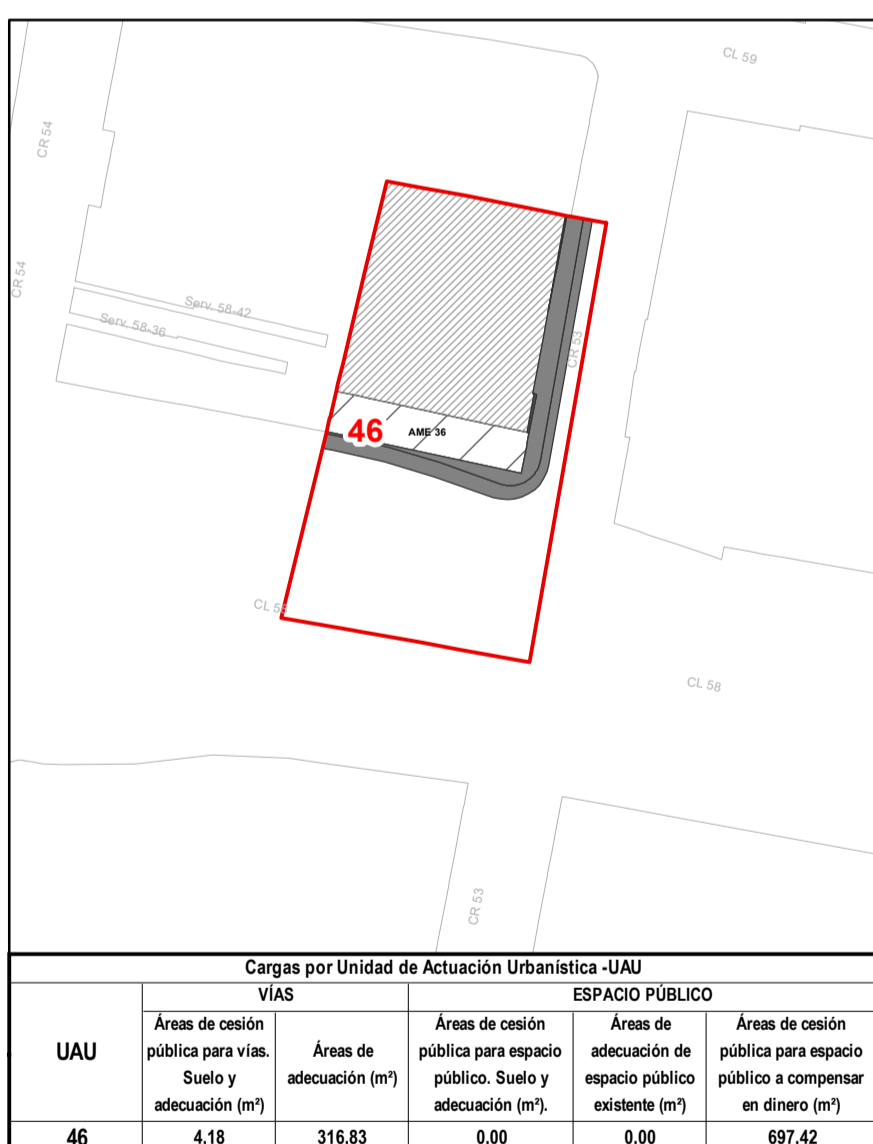 CL 59
CR 54
CR 54
Serv. 58-42
Serv. 58-36
CR 53
46
AME 36
CL 58
CL 58
CR 53
Cargas por Unidad de Actuación Urbanística -UAU
UAU
VÍAS
ESPACIO PÚBLICO
Áreas de cesión
pública para vías.
Suelo y
adecuación (m²)
Áreas de
adecuación (m²)
Áreas de cesión
pública para espacio
público. Suelo y
adecuación (m²).
Áreas de
adecuación de
espacio público
existente (m²)
Áreas de cesión
pública para espacio
público a compensar
en dinero (m²)
46 4.18 316.83 0.00 0.00 697.42